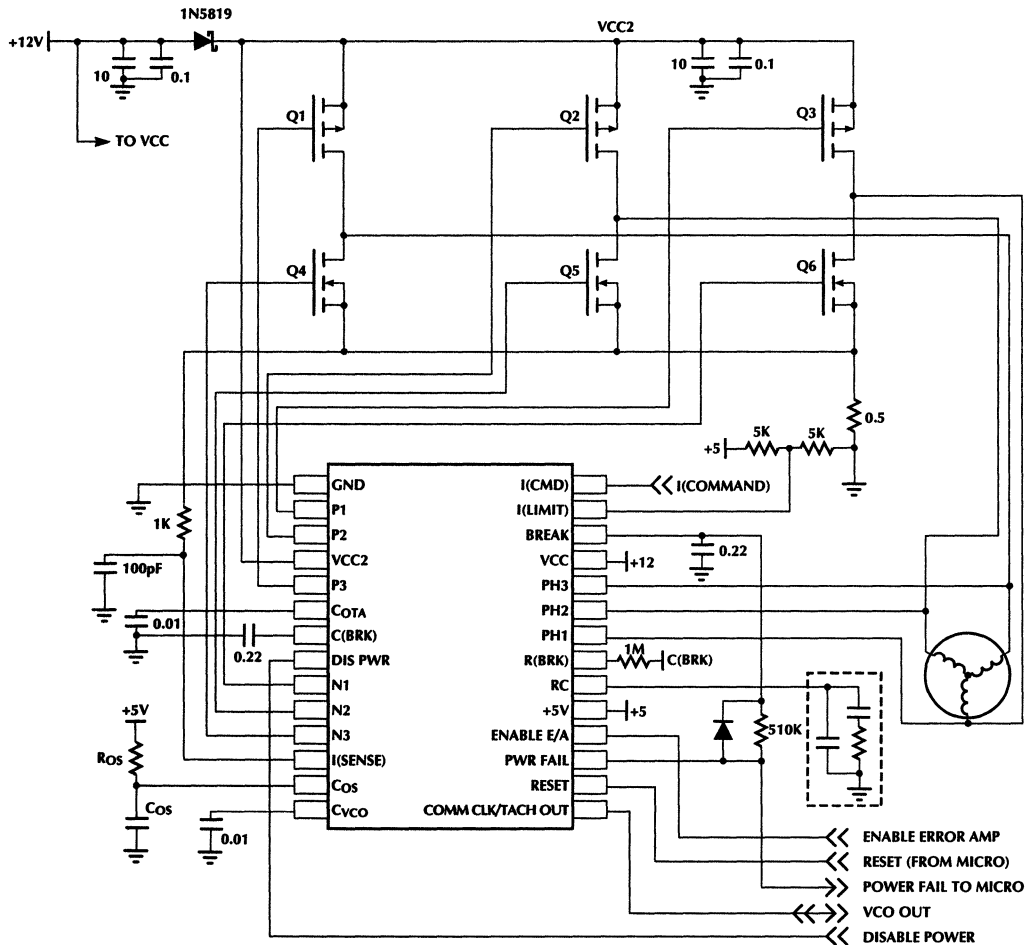 1N5819
+12V
VCC2
10
0.1
10
0.1
TO VCC
Q1
Q2
Q3
Q4
Q5
Q6
0.5
5K
5K
+5
GND
P1
P2
VCC2
P3
COTA
C(BRK)
DIS PWR
N1
N2
N3
I(SENSE)
COS
CVCO
I(CMD)
I(LIMIT)
BREAK
VCC
PH3
PH2
PH1
R(BRK)
RC
+5V
ENABLE E/A
PWR FAIL
RESET
COMM CLK/TACH OUT
1K
100pF
0.01
0.22
+5V
ROS
COS
0.01
I(COMMAND)
0.22
+12
1M
C(BRK)
+5
510K
ENABLE ERROR AMP
RESET (FROM MICRO)
POWER FAIL TO MICRO
VCO OUT
DISABLE POWER